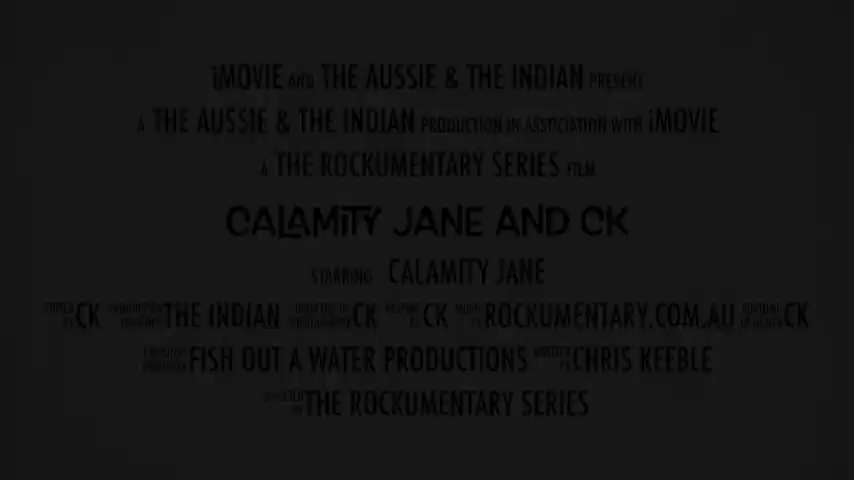 iMOVIE AND THE AUSSIE & THE INDIAN PRESENT
A THE AUSSIE & THE INDIAN PRODUCTION IN ASSOCIATION WITH iMOVIE
A THE ROCKUMENTARY SERIES FILM
CALAMITY JANE AND CK
STARRING CALAMITY JANE
CK THE INDIAN CK CK ROCKUMENTARY.COM.AU CK
FISH OUT A WATER PRODUCTIONS CHRIS KEEBLE
THE ROCKUMENTARY SERIES